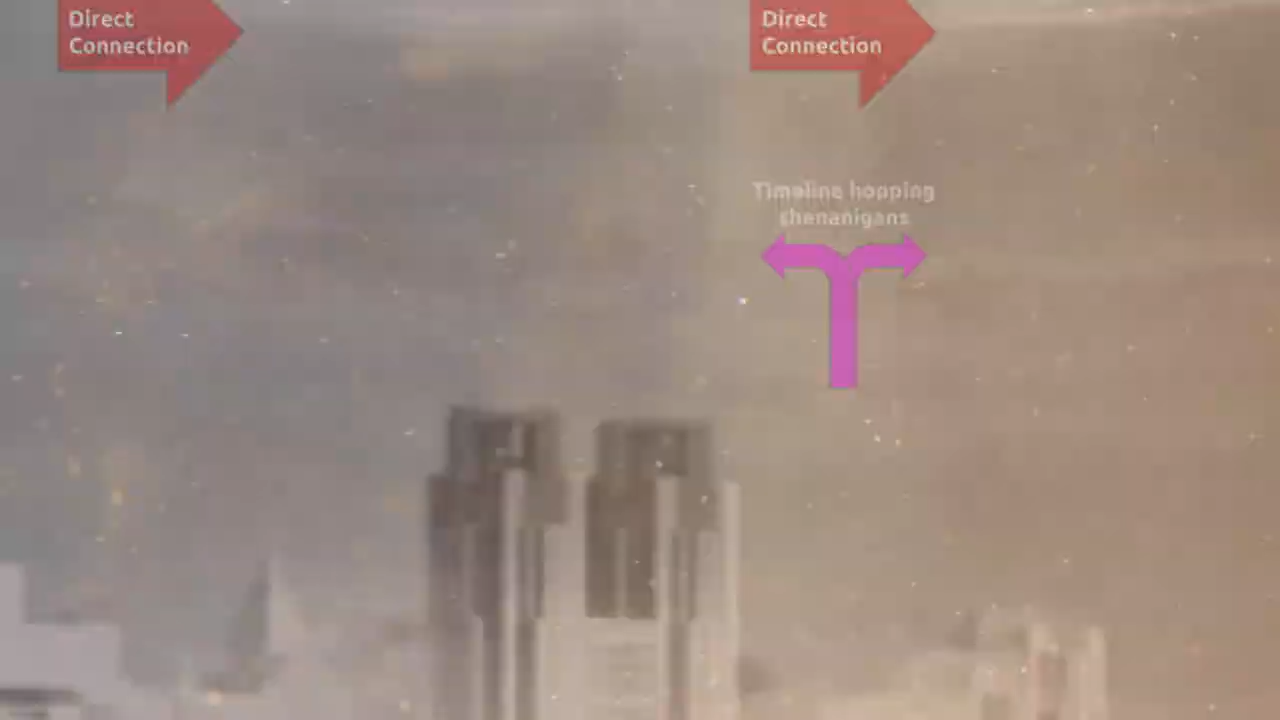 Direct
Connection
Direct
Connection
Timeline hopping
shenanigans